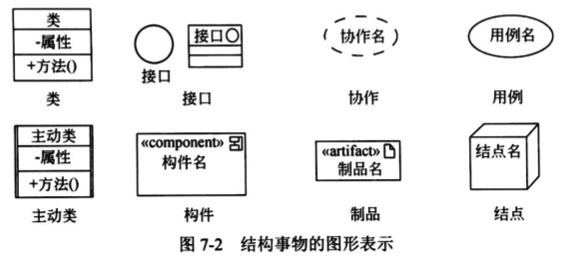 类
-属性
+方法()
类
接口
接口
接口
协作名
协作
用例名
用例
主动类
-属性
+方法()
主动类
«component»
构件名
构件
«artifact»
制品名
制品
结点名
结点
图 7-2 结构事物的图形表示